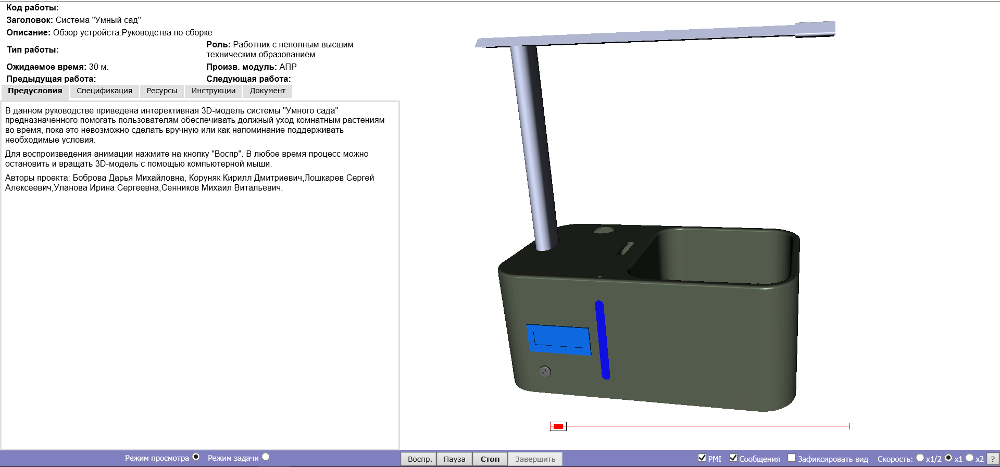 Код работы:
Заголовок: Система "Умный сад"
Описание: Обзор устройста.Руководства по сборке
Тип работы:
Роль: Работник с неполным высшим
техническим образованием
Ожидаемое время: 30 м.
Произв. модуль: АПР
Предыдущая работа:
Следующая работа:
Предусловия Спецификация Ресурсы Инструкции Документ
В данном руководстве приведена интерективная 3D-модель системы "Умного сада"
предназначенного помогать пользователям обеспечивать должный уход комнатным растениям
во время, пока это невозможно сделать вручную или как напоминание поддерживать
необходимые условия.
Для воспроизведения анимации нажмите на кнопку "Воспр". В любое время процесс можно
остановить и вращать 3D-модель с помощью компьютерной мыши.
Авторы проекта: Боброва Дарья Михайловна, Коруняк Кирилл Дмитриевич,Лошкарев Сергей
Алексеевич,Уланова Ирина Сергеевна,Сенников Михаил Витальевич.
Режим просмотра Режим задачи
Воспр. Пауза Стоп Завершить
PMI Сообщения Зафиксировать вид Скорость: x1/2 x1 x2 ?